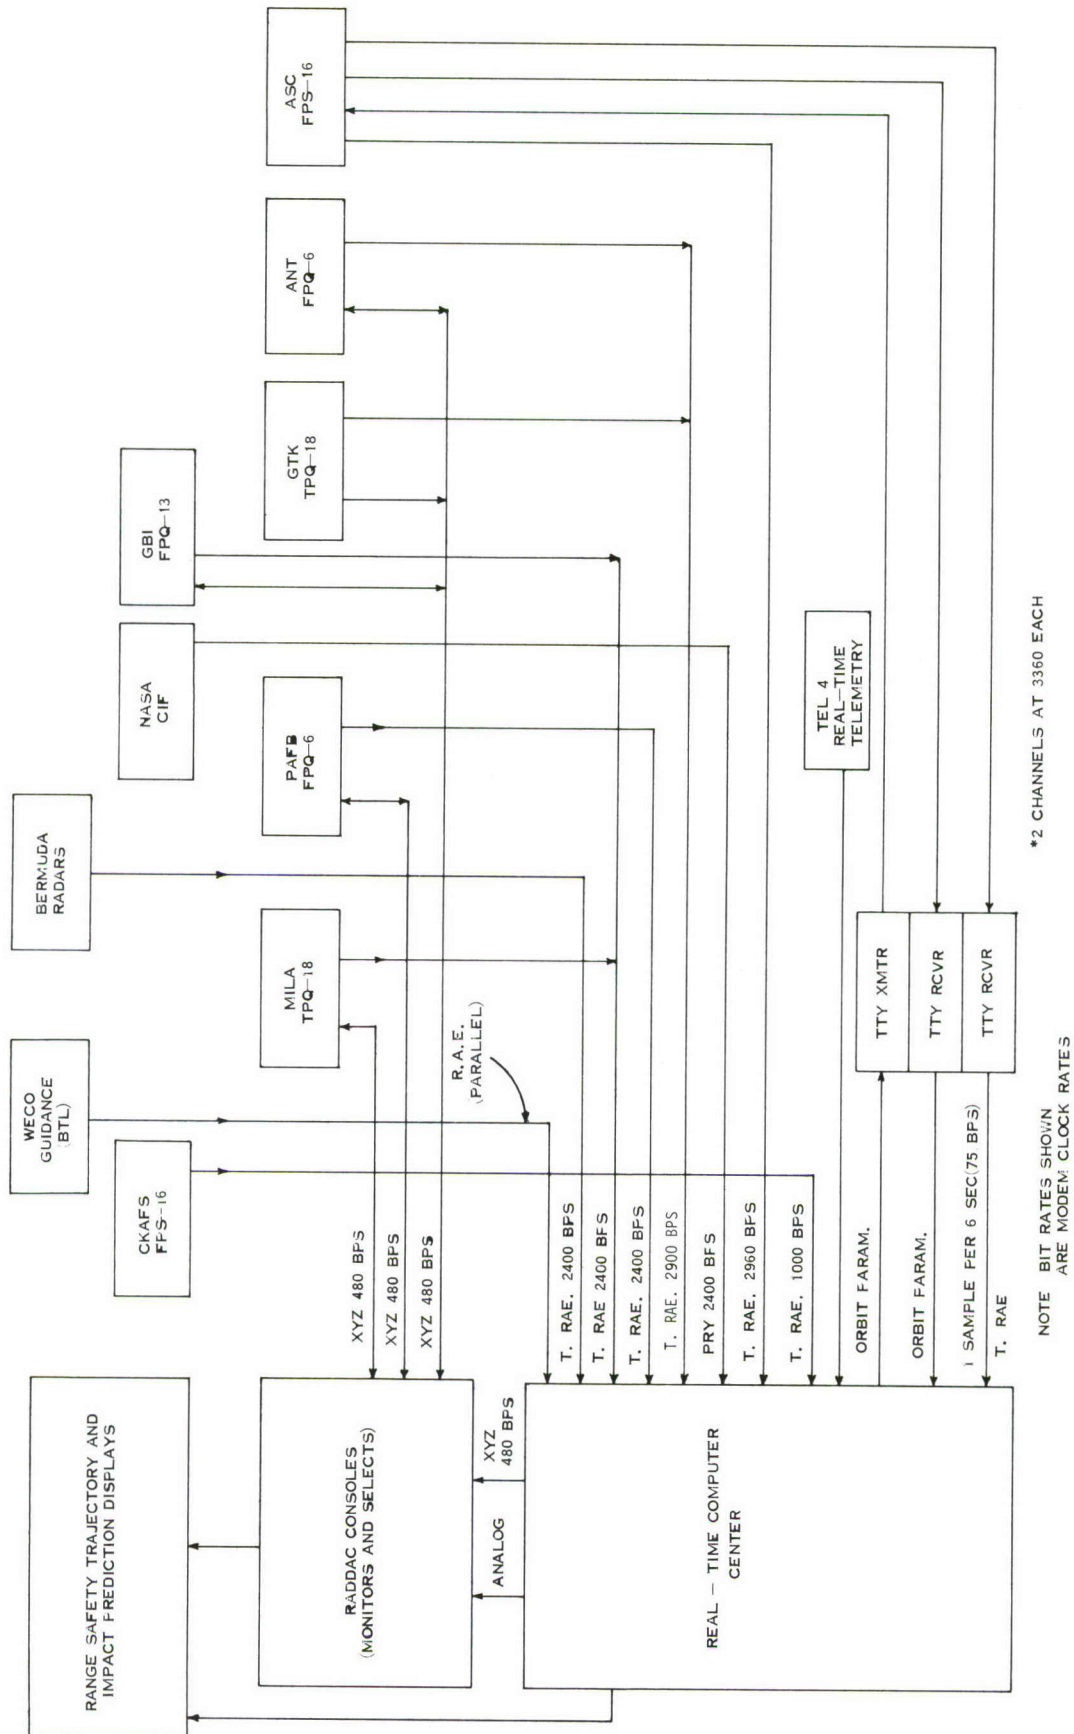 RANGE SAFETY TRAJECTORY AND
IMPACT PREDICTION DISPLAYS
RADDAC CONSOLES
(MONITORS AND SELECTS)
ANALOG
XYZ
480 BPS
REAL – TIME COMPUTER
CENTER
CKAFS
FPS–16
WECO
GUIDANCE
(BTL)
BERMUDA
RADARS
MILA
TPQ–18
PAFB
FPQ–6
NASA
CIF
GBI
FPQ–13
GTK
TPQ–18
ANT
FPQ–6
ASC
FPS–16
XYZ 480 BPS
XYZ 480 BPS
XYZ 480 BPS
R.A.E.
(PARALLEL)
T. RAE. 2400 BPS
T. RAE 2400 BFS
T. RAE. 2400 BPS
T. RAE. 2900 BPS
PRY 2400 BFS
T. RAE. 2960 BPS
T. RAE. 1000 BPS
TEL 4
REAL–TIME
TELEMETRY
ORBIT PARAM.
ORBIT PARAM.
1 SAMPLE PER 6 SEC(75 BPS)
T. RAE
TTY XMTR
TTY RCVR
TTY RCVR
*2 CHANNELS AT 3360 EACH
NOTE BIT RATES SHOWN
ARE MODEM CLOCK RATES